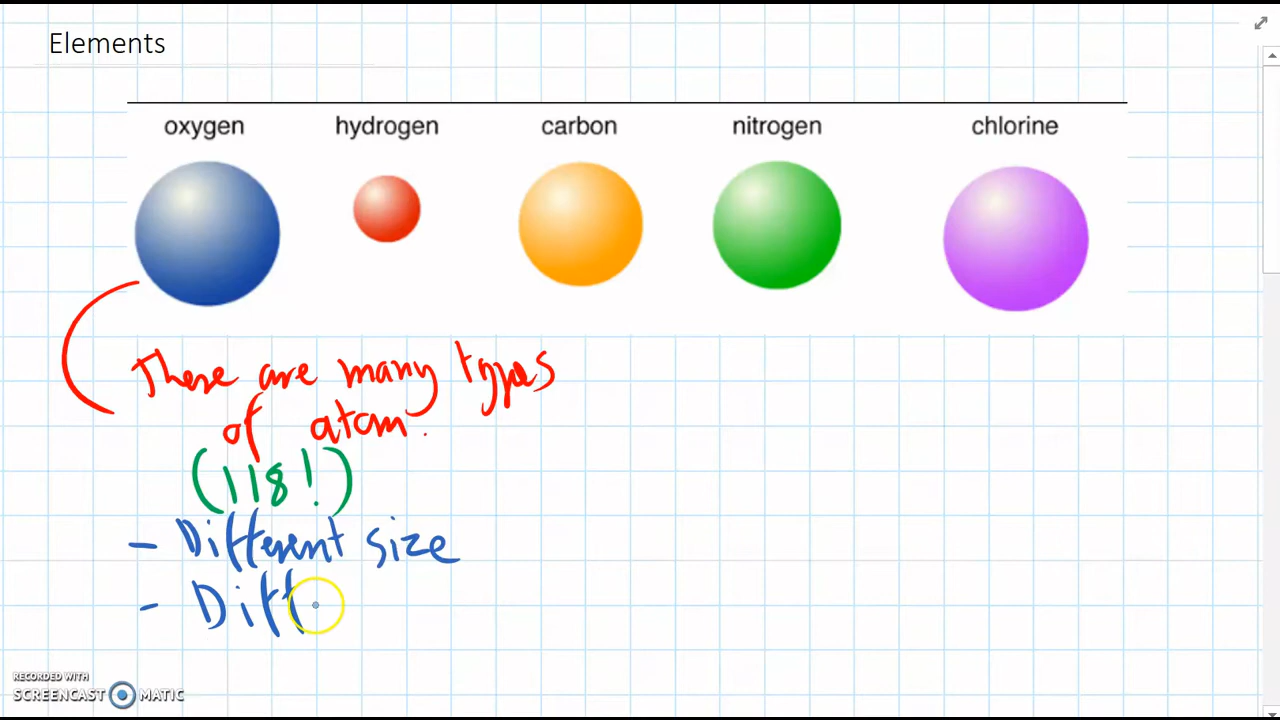 Elements
oxygen hydrogen carbon nitrogen chlorine
There are many types
of atom.
(118!)
- Different size
- Diff
RECORDED WITH
SCREENCAST MATIC